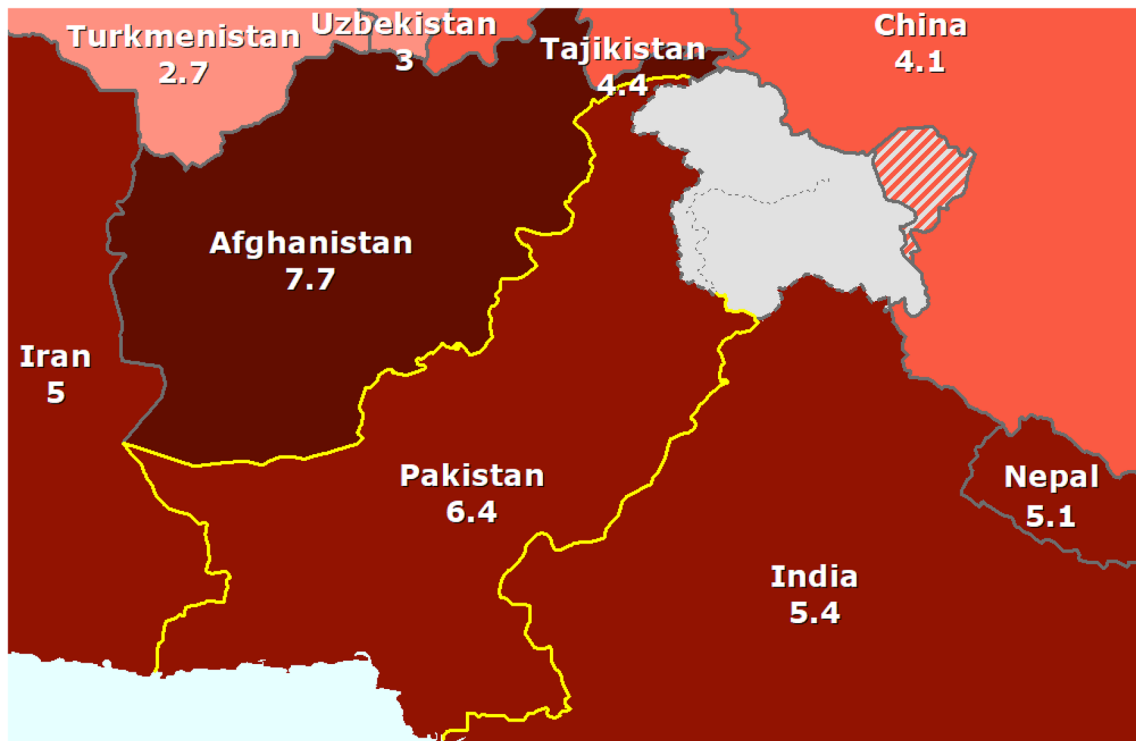 Turkmenistan
2.7
Uzbekistan
3
Tajikistan
4.4
China
4.1
Afghanistan
7.7
Iran
5
Pakistan
6.4
Nepal
5.1
India
5.4